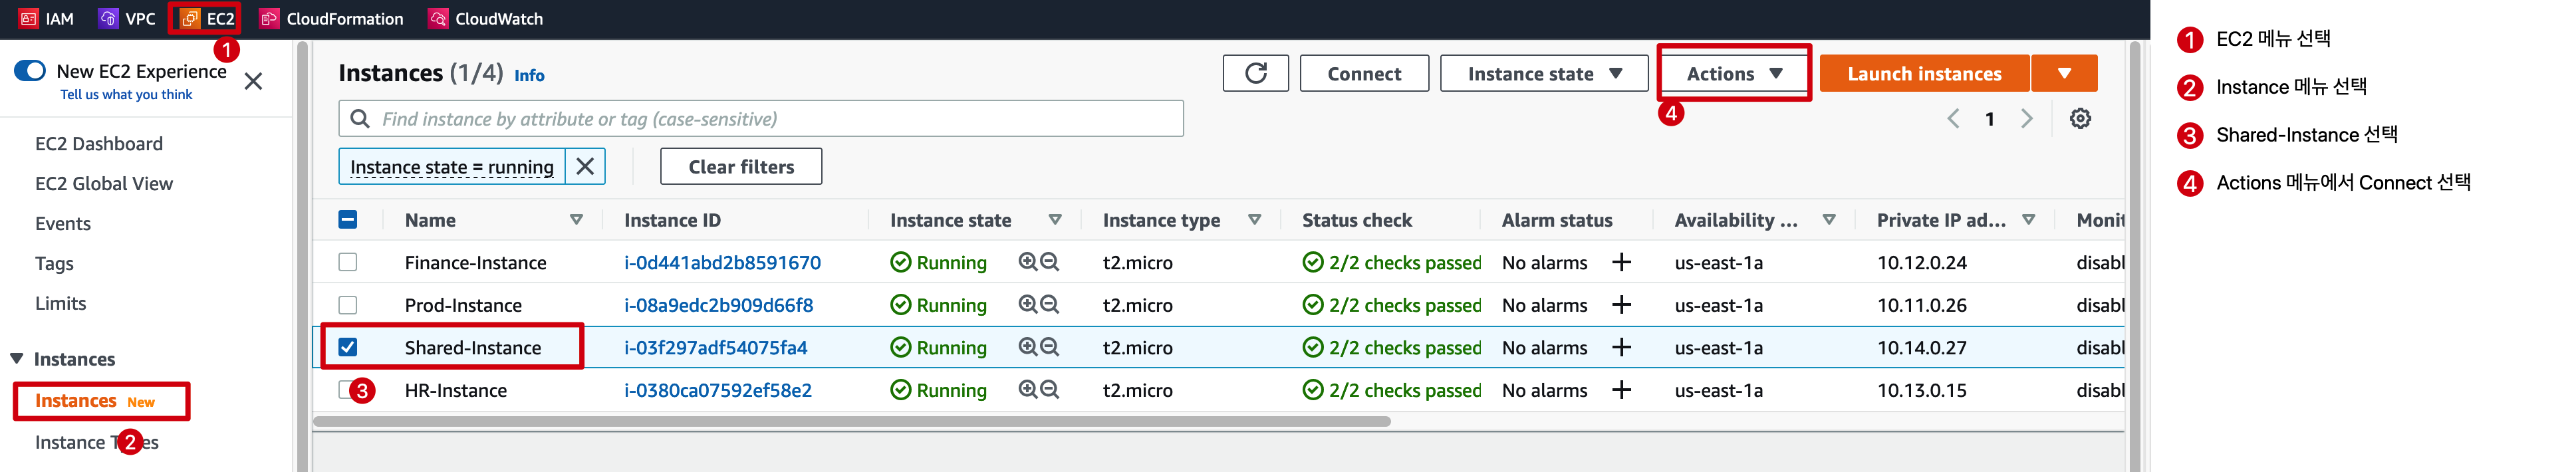 IAM VPC EC2 CloudFormation CloudWatch
1
New EC2 Experience
Tell us what you think
EC2 Dashboard
EC2 Global View
Events
Tags
Limits
Instances
Instances New
2
Instance
Instances (1/4) Info
Connect
Instance state
Actions
Launch instances
4
Find instance by attribute or tag (case-sensitive)
1
Instance state = running
Clear filters
Name Instance ID Instance state Instance type Status check Alarm status Availability ... Private IP ad... Monit
Finance-Instance i-0d441abd2b8591670 Running t2.micro 2/2 checks passed No alarms us-east-1a 10.12.0.24 disabl
Prod-Instance i-08a9edc2b909d66f8 Running t2.micro 2/2 checks passed No alarms us-east-1a 10.11.0.26 disabl
Shared-Instance i-03f297adf54075fa4 Running t2.micro 2/2 checks passed No alarms us-east-1a 10.14.0.27 disabl
3 HR-Instance i-0380ca07592ef58e2 Running t2.micro 2/2 checks passed No alarms us-east-1a 10.13.0.15 disabl
1 EC2 메뉴 선택
2 Instance 메뉴 선택
3 Shared-Instance 선택
4 Actions 메뉴에서 Connect 선택